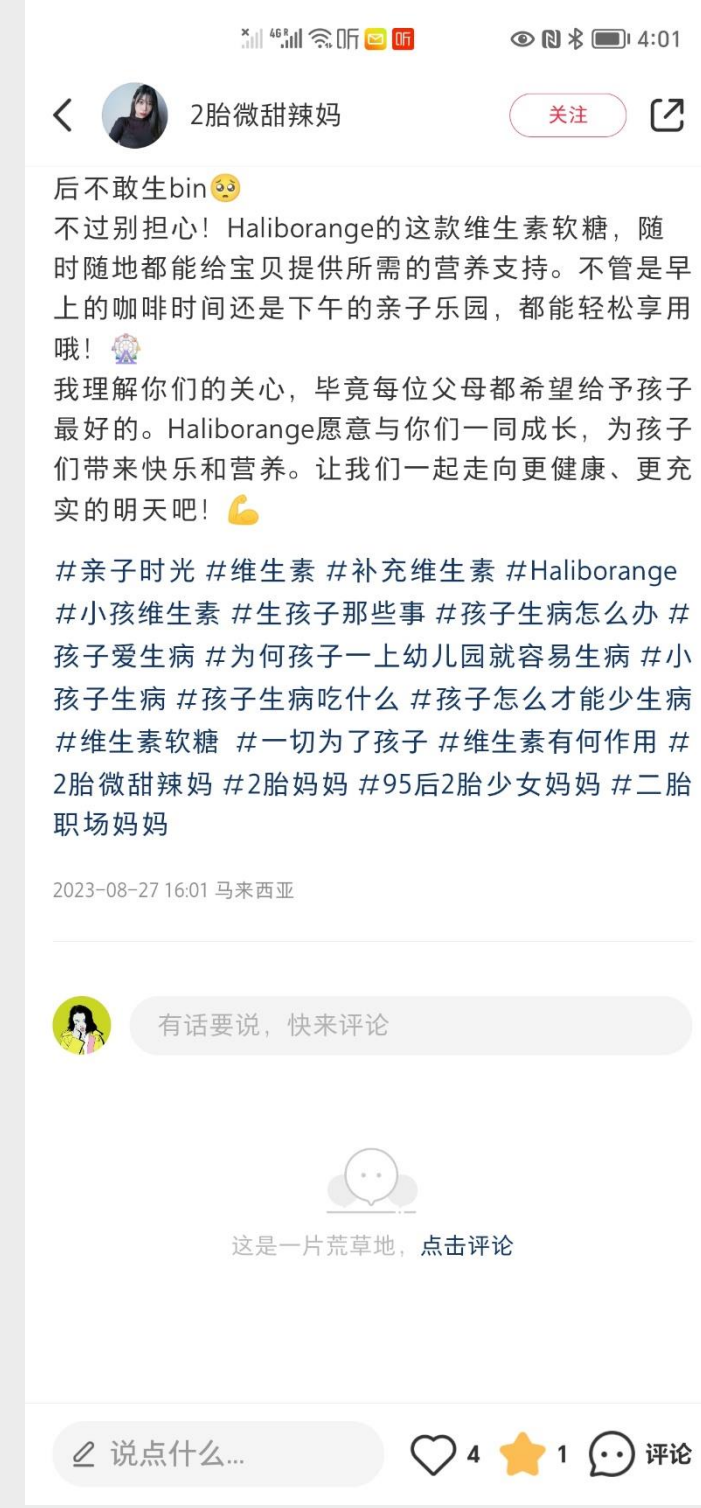 46R 听 听 4:01
2胎微甜辣妈 关注
后不敢生bin🥺
不过别担心！Haliborange的这款维生素软糖，随
时随地都能给宝贝提供所需的营养支持。不管是早
上的咖啡时间还是下午的亲子乐园，都能轻松享用
哦！🎡
我理解你们的关心，毕竟每位父母都希望给予孩子
最好的。Haliborange愿意与你们一同成长，为孩子
们带来快乐和营养。让我们一起走向更健康、更充
实的明天吧！💪
#亲子时光 #维生素 #补充维生素 #Haliborange
#小孩维生素 #生孩子那些事 #孩子生病怎么办 #
孩子爱生病 #为何孩子一上幼儿园就容易生病 #小
孩子生病 #孩子生病吃什么 #孩子怎么才能少生病
#维生素软糖 #一切为了孩子 #维生素有何作用 #
2胎微甜辣妈 #2胎妈妈 #95后2胎少女妈妈 #二胎
职场妈妈
2023-08-27 16:01 马来西亚
有话要说，快来评论
这是一片荒草地，点击评论
说点什么... 4 1 评论